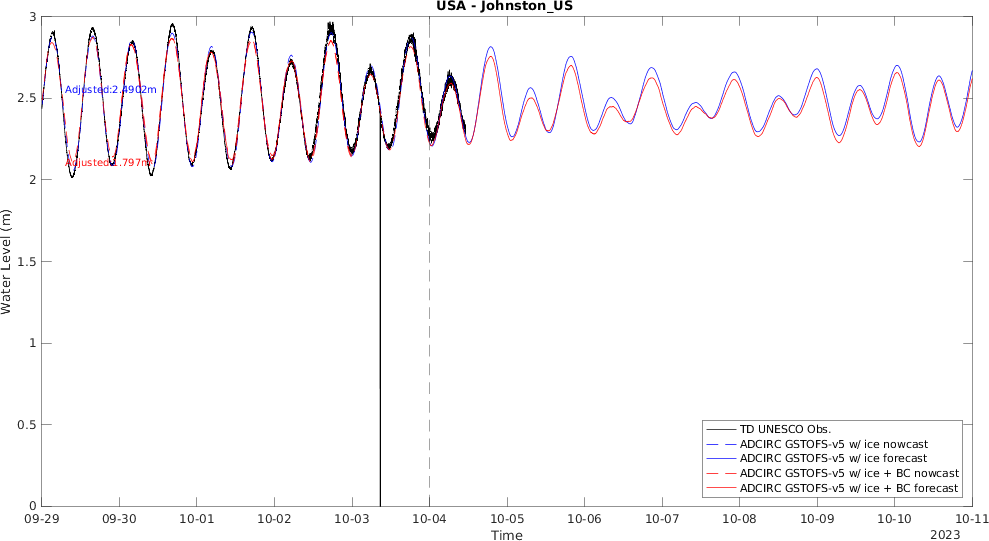 USA - Johnston_US
3
2.5
2
1.5
1
0.5
0
Water Level (m)
Adjusted:2.4902m
Adjusted:1.797m
TD UNESCO Obs.
ADCIRC GSTOFS-v5 w/ ice nowcast
ADCIRC GSTOFS-v5 w/ ice forecast
ADCIRC GSTOFS-v5 w/ ice + BC nowcast
ADCIRC GSTOFS-v5 w/ ice + BC forecast
09-29 09-30 10-01 10-02 10-03 10-04 10-05 10-06 10-07 10-08 10-09 10-10 10-11
Time
2023